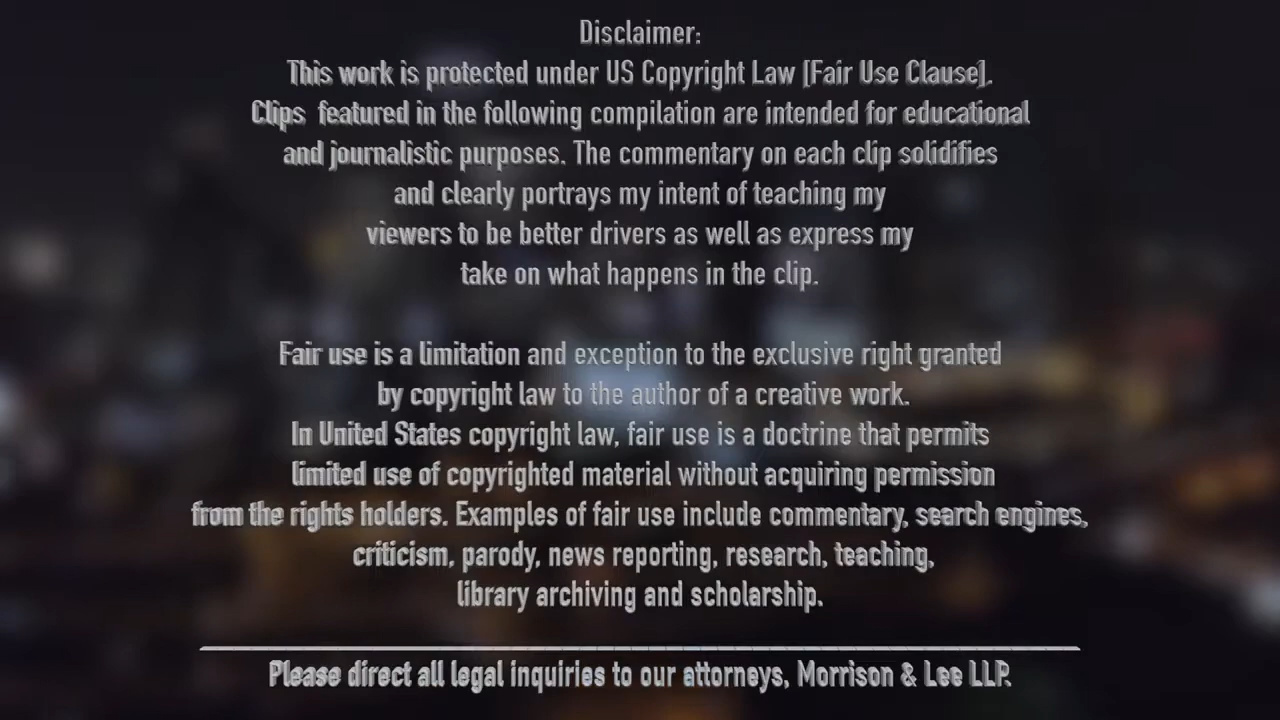 Disclaimer:
This work is protected under US Copyright Law [Fair Use Clause].
Clips featured in the following compilation are intended for educational
and journalistic purposes. The commentary on each clip solidifies
and clearly portrays my intent of teaching my
viewers to be better drivers as well as express my
take on what happens in the clip.
Fair use is a limitation and exception to the exclusive right granted
by copyright law to the author of a creative work.
In United States copyright law, fair use is a doctrine that permits
limited use of copyrighted material without acquiring permission
from the rights holders. Examples of fair use include commentary, search engines,
criticism, parody, news reporting, research, teaching,
library archiving and scholarship.
Please direct all legal inquiries to our attorneys, Morrison & Lee LLP.